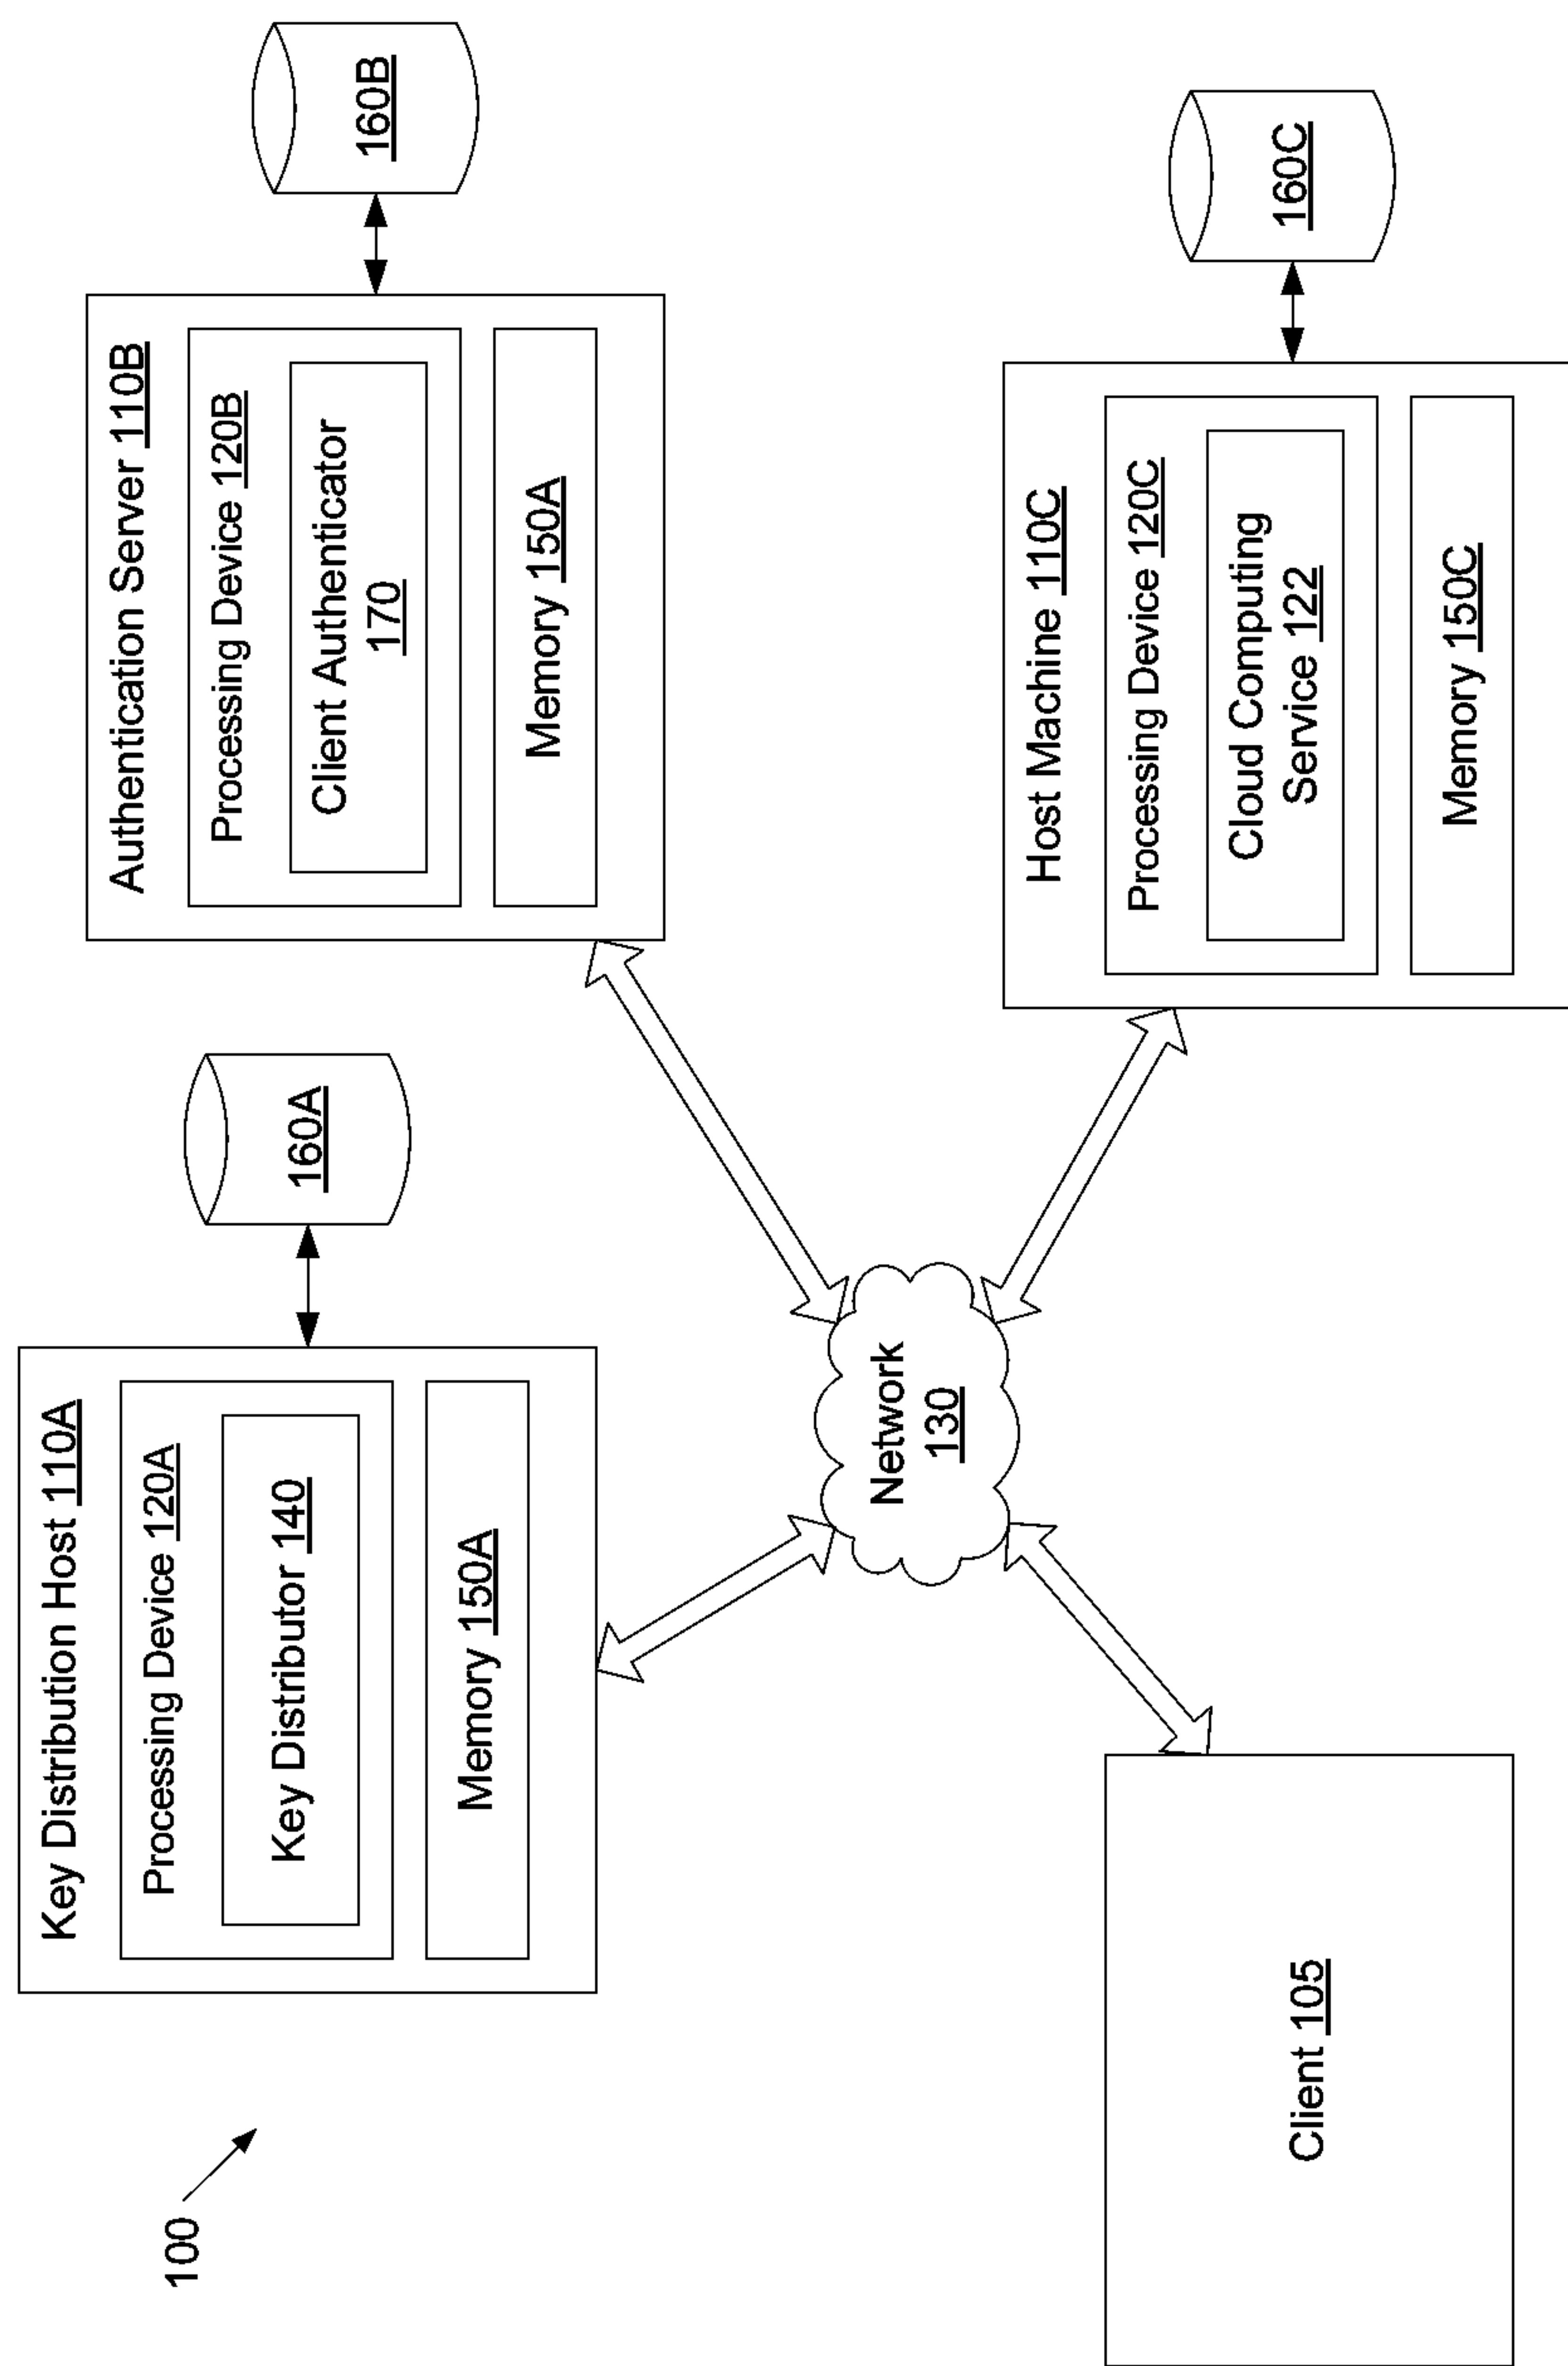 100
Key Distribution Host 110A
Processing Device 120A
Key Distributor 140
Memory 150A
160A
Authentication Server 110B
Processing Device 120B
Client Authenticator
170
Memory 150A
160B
Network
130
Client 105
Host Machine 110C
Processing Device 120C
Cloud Computing
Service 122
Memory 150C
160C